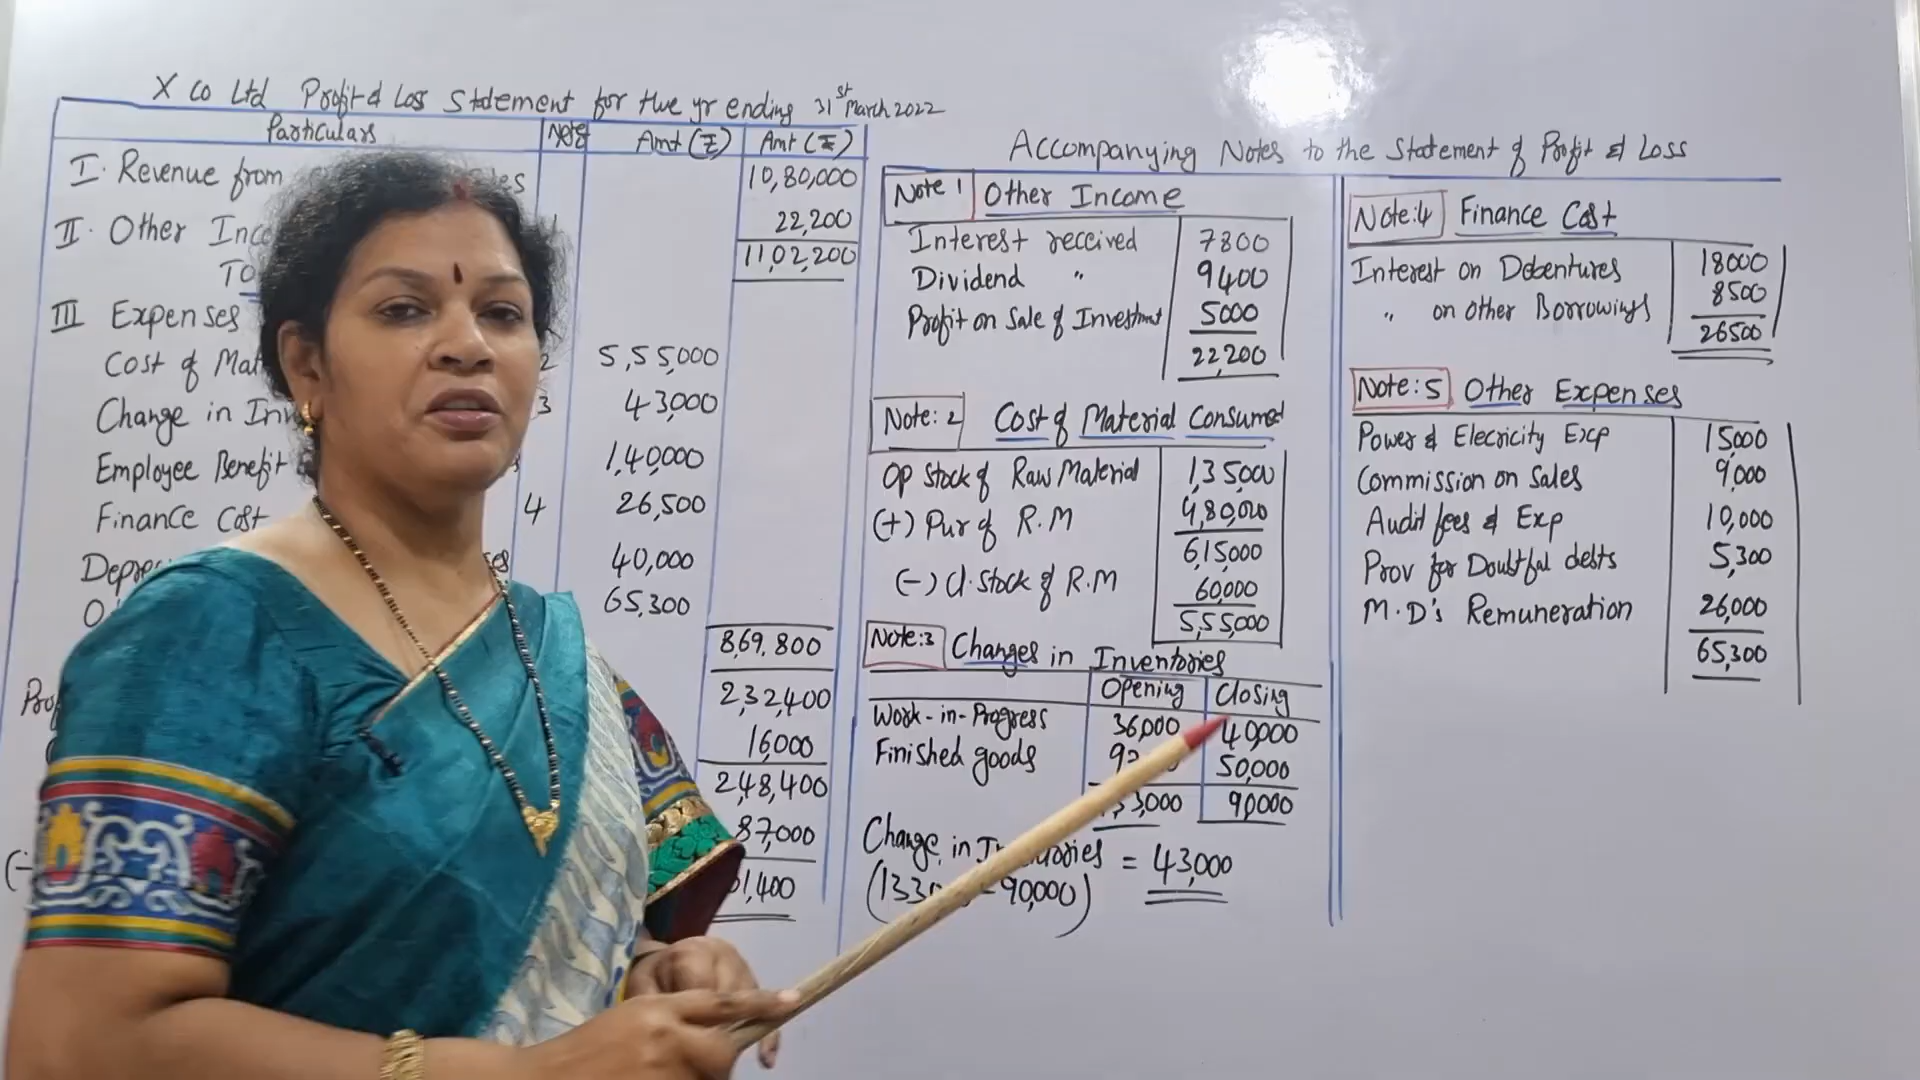 X Co Ltd Profit & Loss Statement for the yr ending 31st March 2022
Particulars Note Amt (₹) Amt (₹)
I. Revenue from 10,80,000
II. Other 22,200
11,02,200
III Expenses
Cost of 2 5,55,000
Change in 3 43,000
Employee Benefit 1,40,000
Finance Cost 4 26,500
40,000
65,300
8,69,800
2,32,400
16,000
2,48,400
87,000
1,400
Accompanying Notes to the Statement of Profit & Loss
Note 1 Other Income
Interest received 7800
Dividend " 9400
Profit on Sale of Investment 5000
22,200
Note: 2 Cost of Material Consumed
Op Stock of Raw Material 1,35,000
(+) Pur of R.M 4,80,000
6,15,000
(-) Cl. Stock of R.M 60,000
5,55,000
Note:3 Changes in Inventories
Opening Closing
Work-in-Progress 36,000 40,000
Finished goods 50,000
90,000
Change in Inventories = 43,000
90,000)
Note:4 Finance Cost
Interest on Debentures 18000
" on Other Borrowings 8500
26500
Note: 5 Other Expenses
Power & Elecricity Exp 15,000
Commission on Sales 9,000
Audit fees & Exp 10,000
Prov for Doubtful debts 5,300
M.D's Remuneration 26,000
65,300